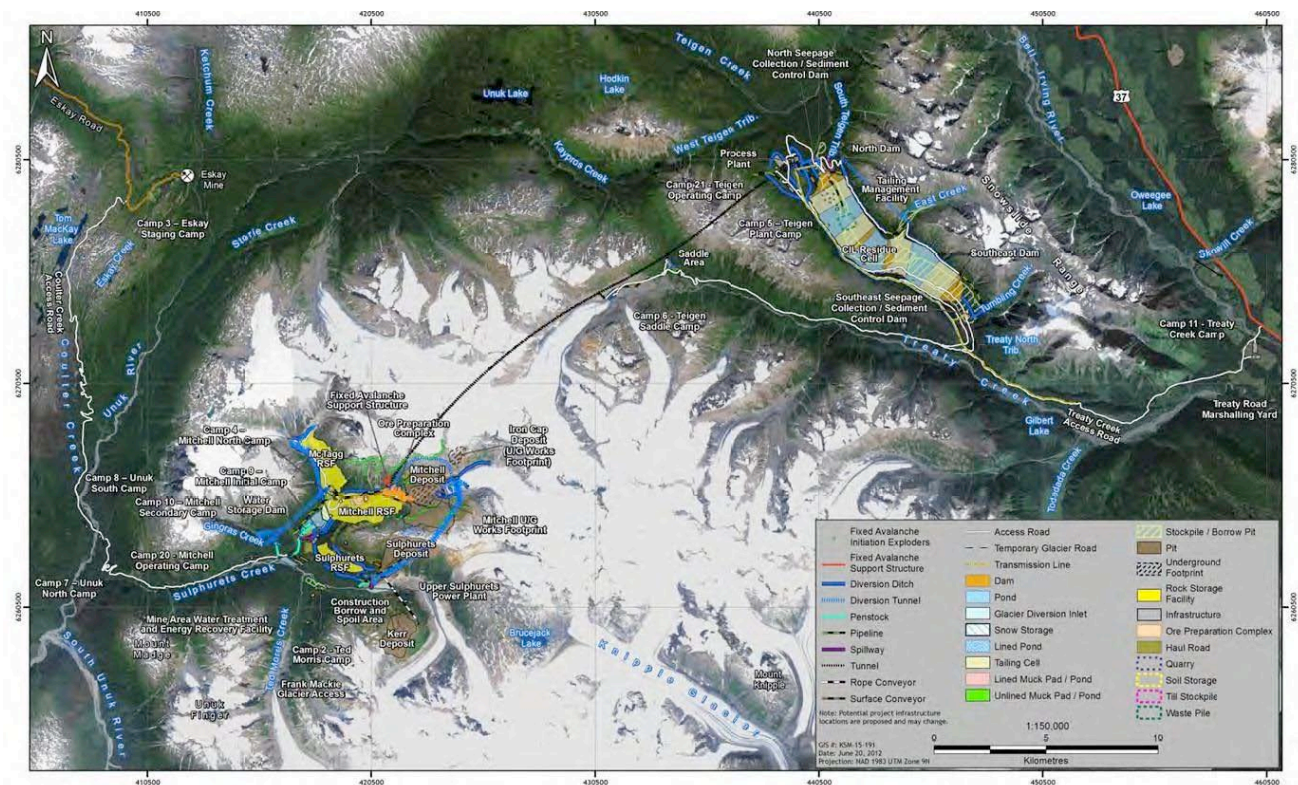 410500
420500
430500
440500
450500
460500
N
Eskay Road
Ketchum Creek
Eskay
Mine
Camp 3 – Eskay
Staging Camp
Tom
MacKay
Lake
Eskay Creek
Coulter Creek
Access Road
Coulter Creek
Storie Creek
Unuk River
Unuk Lake
Hodkin
Lake
Teigen Creek
North Seepage
Collection / Sediment
Control Dam
South Teigen Trib.
West Teigen Trib.
Kaypros Creek
Process
Plant
North Dam
Camp 21 - Teigen
Operating Camp
Tailing
Management
Facility
East Creek
Camp 5 – Teigen
Plant Camp
CIL Residue
Cell
Snowslide Range
Southeast Dam
Saddle
Area
Southeast Seepage
Collection / Sediment
Control Dam
Tumbling Creek
Camp 6 - Teigen
Saddle Camp
Treaty North
Trib.
Treaty Creek
Bell-Irving River
37
Oweegee
Lake
Skowill Creek
Camp 11 - Treaty
Creek Camp
Treaty Road
Marshalling Yard
Gilbert
Lake
Treaty Creek
Access Road
Todedada Creek
6280500
6270500
6260500
6280500
6270500
6260500
Fixed Avalanche
Support Structure
Ore Preparation
Complex
Camp 4 –
Mitchell North Camp
McTagg
RSF
Iron Cap
Deposit
(U/G Works
Footprint)
Camp 9 –
Mitchell Initial Camp
Mitchell
Deposit
Camp 8 – Unuk
South Camp
Camp 10 – Mitchell
Secondary Camp
Water
Storage Dam
Mitchell RSF
Mitchell U/G
Works Footprint
Gingras Creek
Sulphurets
Deposit
Camp 20 - Mitchell
Operating Camp
Sulphurets
RSF
Camp 7 – Unuk
North Camp
Sulphurets Creek
Upper Sulphurets
Power Plant
Construction
Borrow and
Spoil Area
Mine Area Water Treatment
and Energy Recovery Facility
Mount
Madge
Kerr
Deposit
Brucejack
Lake
Camp 2 – Ted
Morris Camp
Ted Morris Creek
Frank Mackie
Glacier Access
Unuk
Finger
South Unuk River
Knipple Glacier
Mount
Knipple
Fixed Avalanche
Initiation Exploders
Fixed Avalanche
Support Structure
Diversion Ditch
Diversion Tunnel
Penstock
Pipeline
Spillway
Tunnel
Rope Conveyor
Surface Conveyor
Access Road
Temporary Glacier Road
Transmission Line
Dam
Pond
Glacier Diversion Inlet
Snow Storage
Lined Pond
Tailing Cell
Lined Muck Pad / Pond
Unlined Muck Pad / Pond
Stockpile / Borrow Pit
Pit
Underground
Footprint
Rock Storage
Facility
Infrastructure
Ore Preparation Complex
Haul Road
Quarry
Soil Storage
Till Stockpile
Waste Pile
Note: Potential project infrastructure
locations are proposed and may change.
GIS #: KSM-15-191
Date: June 20, 2012
Projection: NAD 1983 UTM Zone 9N
1:150,000
0
5
10
Kilometres
410500
420500
430500
440500
450500
460500